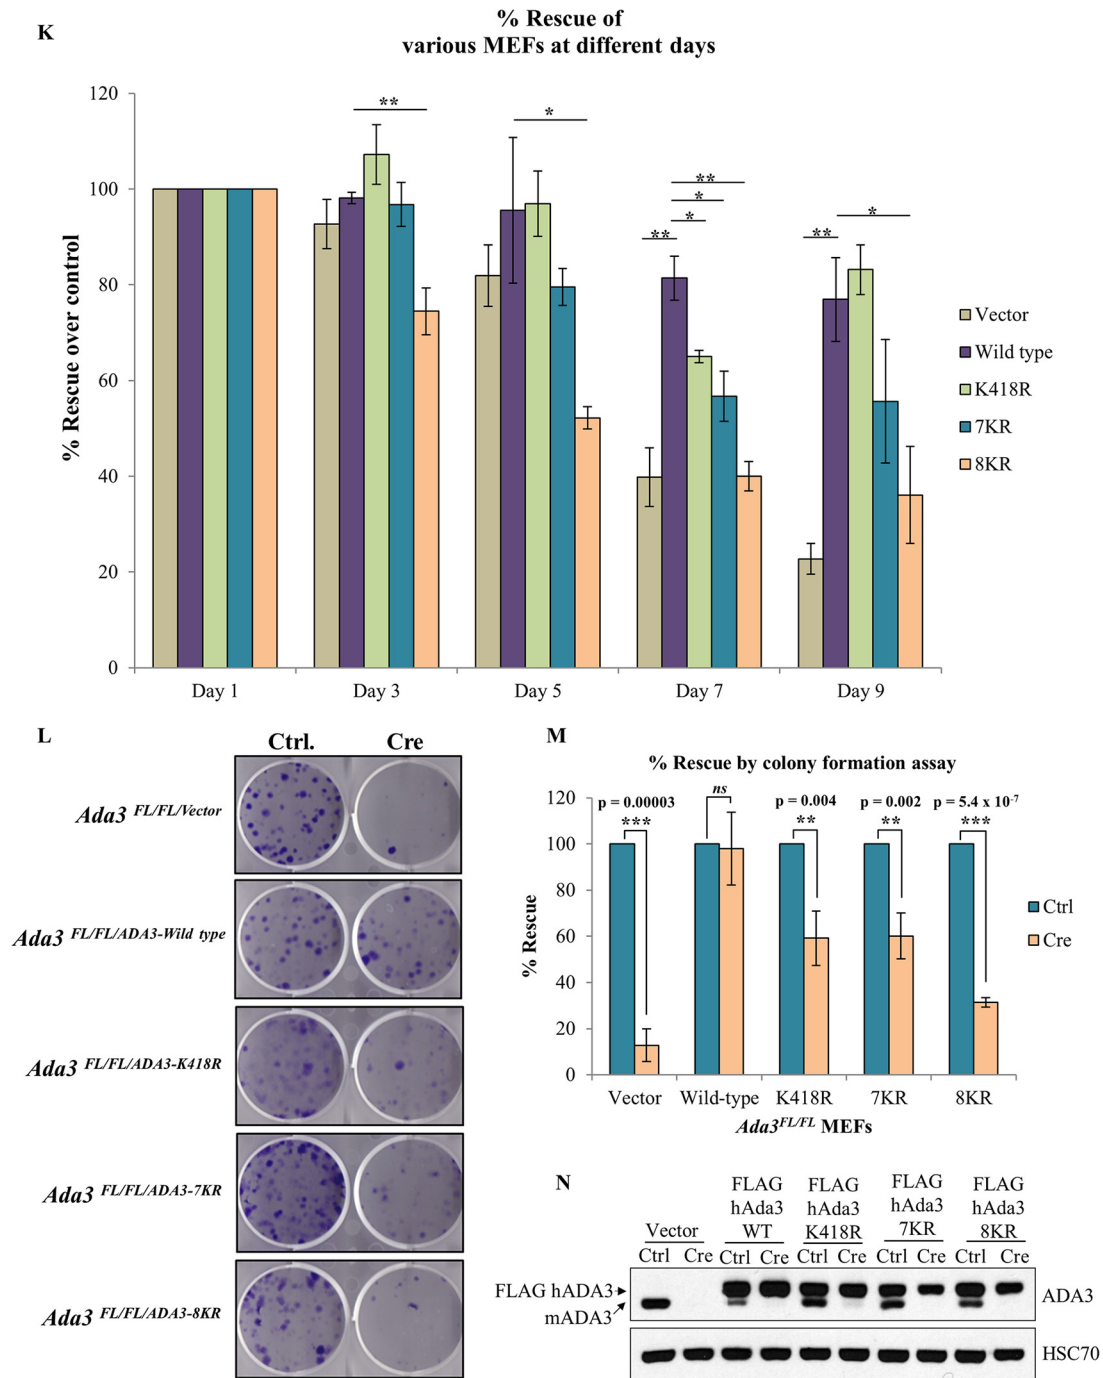 K
% Rescue of
various MEFs at different days
% Rescue over control
120
100
80
60
40
20
0
** * ** * * ** ** *
Day 1 Day 3 Day 5 Day 7 Day 9
Vector
Wild type
K418R
7KR
8KR
L
Ctrl. Cre
Ada3 FL/FL/Vector
Ada3 FL/FL/ADA3-Wild type
Ada3 FL/FL/ADA3-K418R
Ada3 FL/FL/ADA3-7KR
Ada3 FL/FL/ADA3-8KR
M
% Rescue by colony formation assay
% Rescue
120
100
80
60
40
20
0
p = 0.00003 ns p = 0.004 p = 0.002 p = 5.4 x 10-7
*** ** ** ***
Ctrl
Cre
Vector Wild-type K418R 7KR 8KR
Ada3FL/FL MEFs
N
Vector
FLAG
hAda3
WT
FLAG
hAda3
K418R
FLAG
hAda3
7KR
FLAG
hAda3
8KR
Ctrl Cre Ctrl Cre Ctrl Cre Ctrl Cre Ctrl Cre
FLAG hADA3
mADA3
ADA3
HSC70